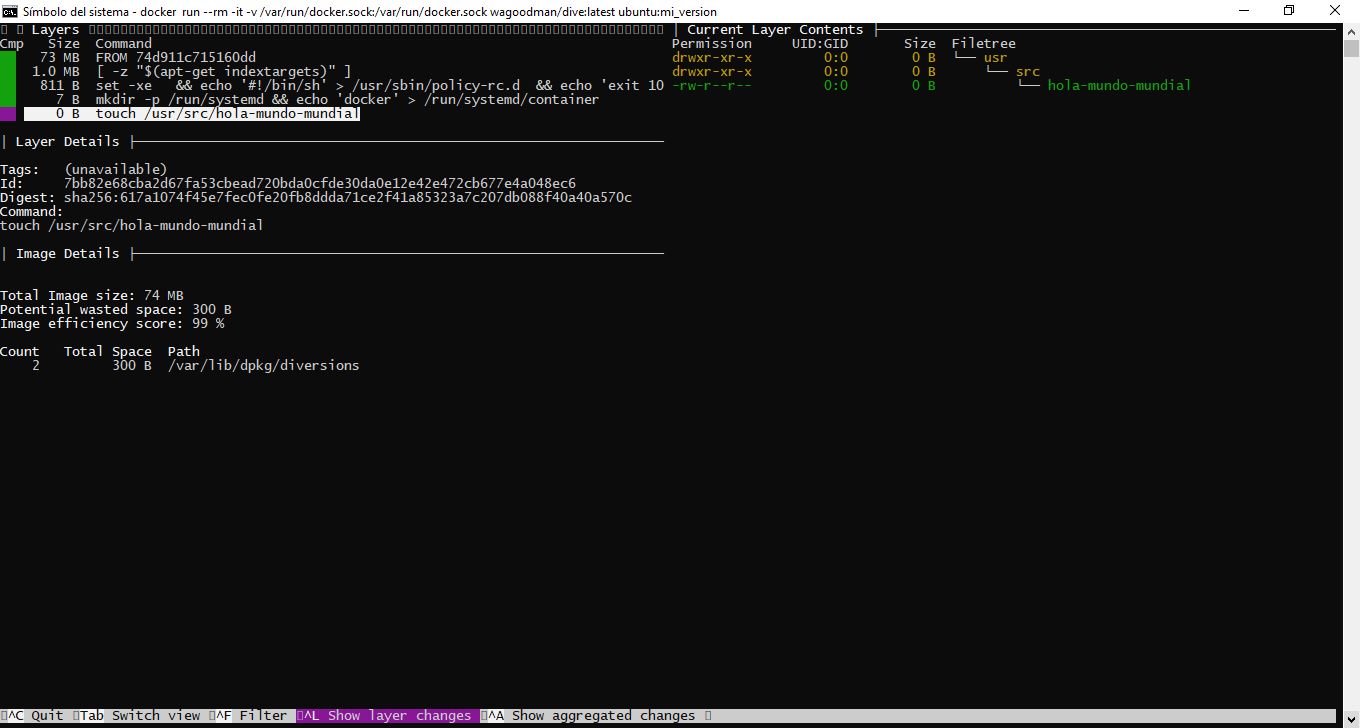 Símbolo del sistema - docker run --rm -it -v /var/run/docker.sock:/var/run/docker.sock wagoodman/dive:latest ubuntu:mi_version
Layers
Cmp Size Command
73 MB FROM 74d911c715160dd
1.0 MB [ -z "$(apt-get indextargets)" ]
811 B set -xe && echo '#!/bin/sh' > /usr/sbin/policy-rc.d && echo 'exit 10
7 B mkdir -p /run/systemd && echo 'docker' > /run/systemd/container
0 B touch /usr/src/hola-mundo-mundial
| Layer Details |
Tags: (unavailable)
Id: 7bb82e68cba2d67fa53cbead720bda0cfde30da0e12e42e472cb677e4a048ec6
Digest: sha256:617a1074f45e7fec0fe20fb8ddda71ce2f41a85323a7c207db088f40a40a570c
Command:
touch /usr/src/hola-mundo-mundial
| Image Details |
Total Image size: 74 MB
Potential wasted space: 300 B
Image efficiency score: 99 %
Count Total Space Path
2 300 B /var/lib/dpkg/diversions
| Current Layer Contents |
Permission UID:GID Size Filetree
drwxr-xr-x 0:0 0 B └── usr
drwxr-xr-x 0:0 0 B └── src
-rw-r--r-- 0:0 0 B └── hola-mundo-mundial
^C Quit Tab Switch view ^F Filter ^L Show layer changes ^A Show aggregated changes